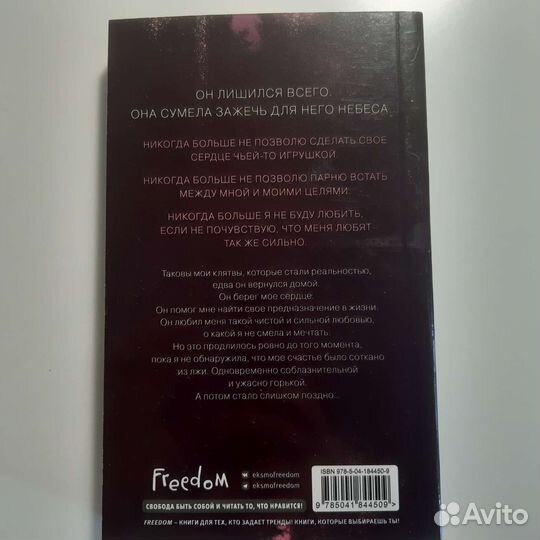 ОН ЛИШИЛСЯ ВСЕГО.
ОНА СУМЕЛА ЗАЖЕЧЬ ДЛЯ НЕГО НЕБЕСА
НИКОГДА БОЛЬШЕ НЕ ПОЗВОЛЮ СДЕЛАТЬ СВОЕ
СЕРДЦЕ ЧЬЕЙ-ТО ИГРУШКОЙ.
НИКОГДА БОЛЬШЕ НЕ ПОЗВОЛЮ ПАРНЮ ВСТАТЬ
МЕЖДУ МНОЙ И МОИМИ ЦЕЛЯМИ.
НИКОГДА БОЛЬШЕ Я НЕ БУДУ ЛЮБИТЬ,
ЕСЛИ НЕ ПОЧУВСТВУЮ, ЧТО МЕНЯ ЛЮБЯТ
ТАК ЖЕ СИЛЬНО.
Таковы мои клятвы, которые стали реальностью,
едва он вернулся домой.
Он берег мое сердце.
Он помог мне найти свое предназначение в жизни.
Он любил меня такой чистой и сильной любовью,
о какой я не смела и мечтать.
Но это продлилось ровно до того момента,
пока я не обнаружила, что мое счастье было соткано
из лжи. Одновременно соблазнительной
и ужасно горькой.
А потом стало слишком поздно...
FreedoM
eksmofreedom
eksmofreedom
ISBN 978-5-04-184450-9
9 785041 844509 >
СВОБОДА БЫТЬ СОБОЙ И ЧИТАТЬ ТО, ЧТО НРАВИТСЯ!
FREEDOM – КНИГИ ДЛЯ ТЕХ, КТО ЗАДАЕТ ТРЕНДЫ! КНИГИ, КОТОРЫЕ ВЫБИРАЕШЬ ТЫ!
Avito